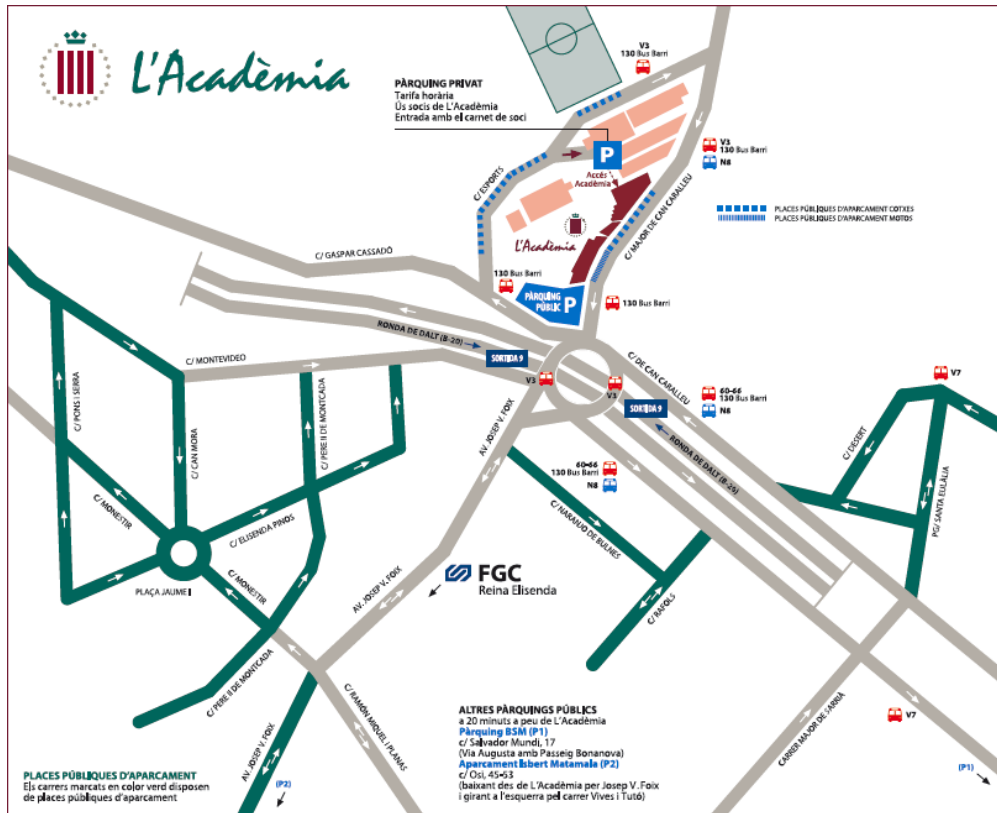 L'Acadèmia
PÀRQUING PRIVAT
Tarifa horària
Ús socis de L'Acadèmia
Entrada amb el carnet de soci
V3
130 Bus Barri
V3
130 Bus Barri
N8
P
Accés
Acadèmia
C/ ESPORTS
C/ MAJOR DE CAN CARALLEU
PLACES PÚBLIQUES D'APARCAMENT COTXES
PLACES PÚBLIQUES D'APARCAMENT MOTOS
L'Acadèmia
C/ GASPAR CASSADÓ
130 Bus Barri
PÀRQUING
PÚBLIC
P
130 Bus Barri
RONDA DE DALT (B-20)
SORTIDA 9
C/ MONTEVIDEO
V3
V3
C/ DE CAN CARALLEU
SORTIDA 9
60-66
130 Bus Barri
N8
V7
C/ PONS I SERRA
C/ CAN MORA
C/ PERE II DE MONTCADA
AV. JOSEP V. FOIX
RONDA DE DALT (B-20)
C/ DESERT
PG/ SANTA EULÀLIA
60-66
130 Bus Barri
N8
C/ MONESTIR
C/ ELISENDA PINOS
C/ NARANJO DE BULNES
PLAÇA JAUME I
C/ MONESTIR
AV. JOSEP V. FOIX
FGC
Reina Elisenda
C/ RAFOLS
C/ PERE II DE MONTCADA
C/ RAMÓN MIQUEL I PLANAS
CARRER MAJOR DE SARRIÀ
V7
AV. JOSEP V. FOIX
(P2)
(P1)
ALTRES PÀRQUINGS PÚBLICS
a 20 minuts a peu de L'Acadèmia
Pàrquing BSM (P1)
c/ Salvador Mundi, 17
(Via Augusta amb Passeig Bonanova)
Aparcament Isbert Matamala (P2)
c/ Osi, 45-53
(baixant des de L'Acadèmia per Josep V. Foix
i girant a l'esquerra pel carrer Vives i Tutó)
PLACES PÚBLIQUES D'APARCAMENT
Els carrers marcats en color verd disposen
de places públiques d'aparcament